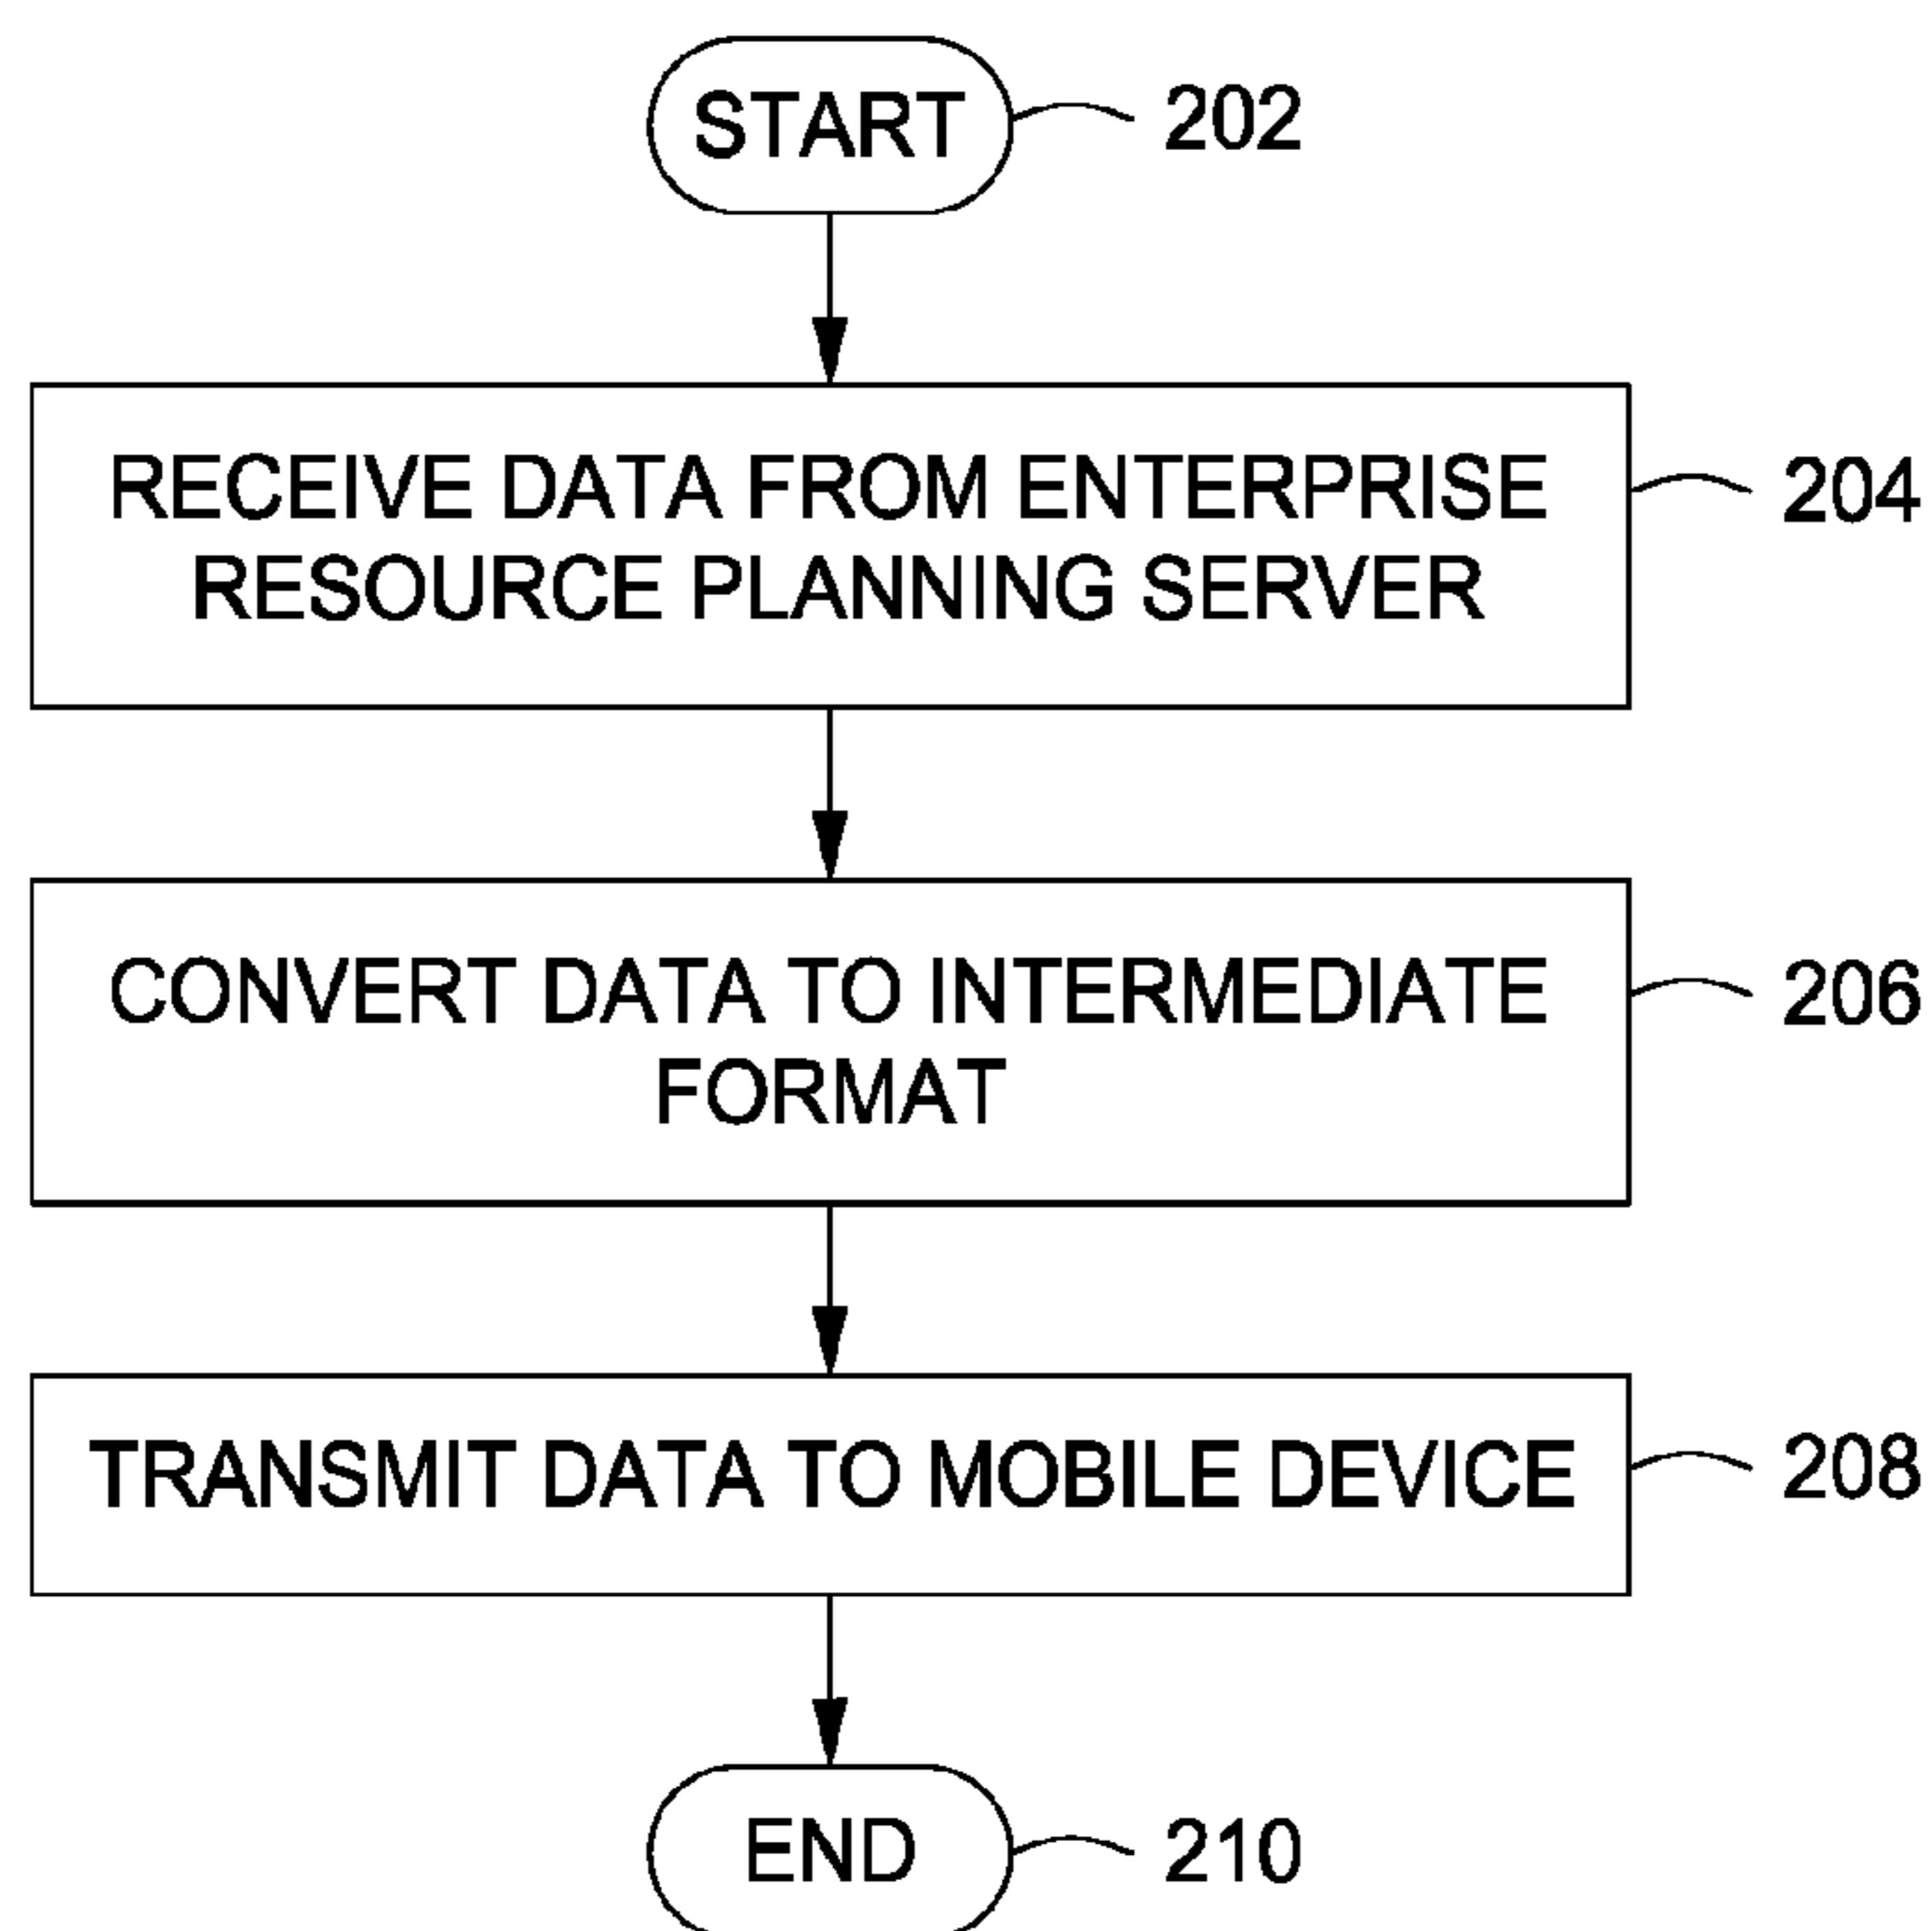 START
202
RECEIVE DATA FROM ENTERPRISE
RESOURCE PLANNING SERVER
204
CONVERT DATA TO INTERMEDIATE
FORMAT
206
TRANSMIT DATA TO MOBILE DEVICE
208
END
210